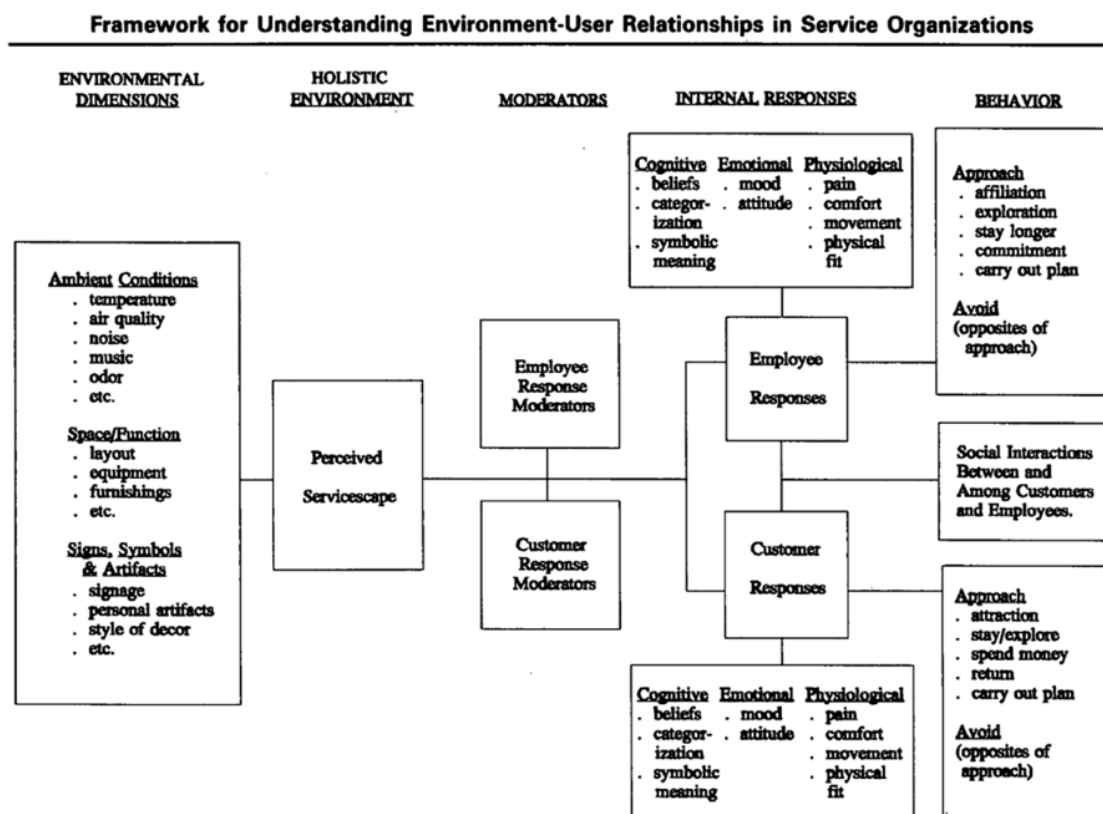 Framework for Understanding Environment-User Relationships in Service Organizations
ENVIRONMENTAL
DIMENSIONS
HOLISTIC
ENVIRONMENT
MODERATORS
INTERNAL RESPONSES
BEHAVIOR
Ambient Conditions
. temperature
. air quality
. noise
. music
. odor
. etc.
Space/Function
. layout
. equipment
. furnishings
. etc.
Signs, Symbols
& Artifacts
. signage
. personal artifacts
. style of decor
. etc.
Perceived
Servicescape
Employee
Response
Moderators
Customer
Response
Moderators
Cognitive
. beliefs
. categor-
ization
. symbolic
meaning
Emotional
. mood
. attitude
Physiological
. pain
. comfort
. movement
. physical
fit
Employee
Responses
Customer
Responses
Cognitive
. beliefs
. categor-
ization
. symbolic
meaning
Emotional
. mood
. attitude
Physiological
. pain
. comfort
. movement
. physical
fit
Approach
. affiliation
. exploration
. stay longer
. commitment
. carry out plan
Avoid
(opposites of
approach)
Social Interactions
Between and
Among Customers
and Employees.
Approach
. attraction
. stay/explore
. spend money
. return
. carry out plan
Avoid
(opposites of
approach)